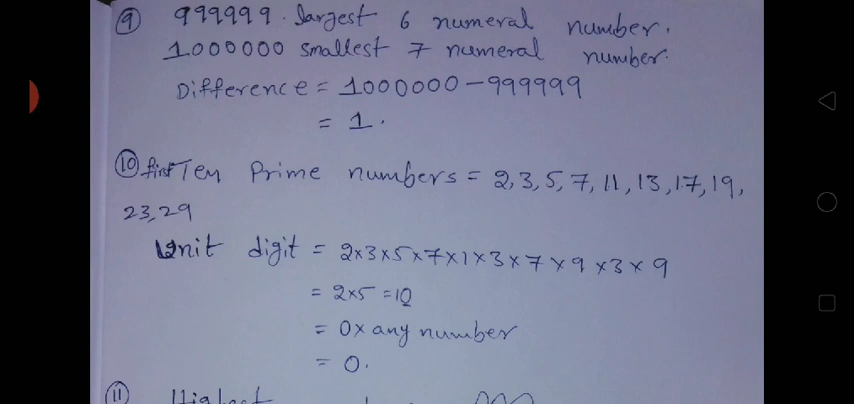 ⑨ 999999. largest 6 numeral number.
1000000 smallest 7 numeral number.
Difference = 1000000 - 999999
= 1.
⑩ first Ten Prime numbers = 2, 3, 5, 7, 11, 13, 17, 19,
23, 29
Unit digit = 2×3×5×7×1×3×7×9×3×9
= 2×5 = 10
= 0× any number
= 0.
⑪ Highest